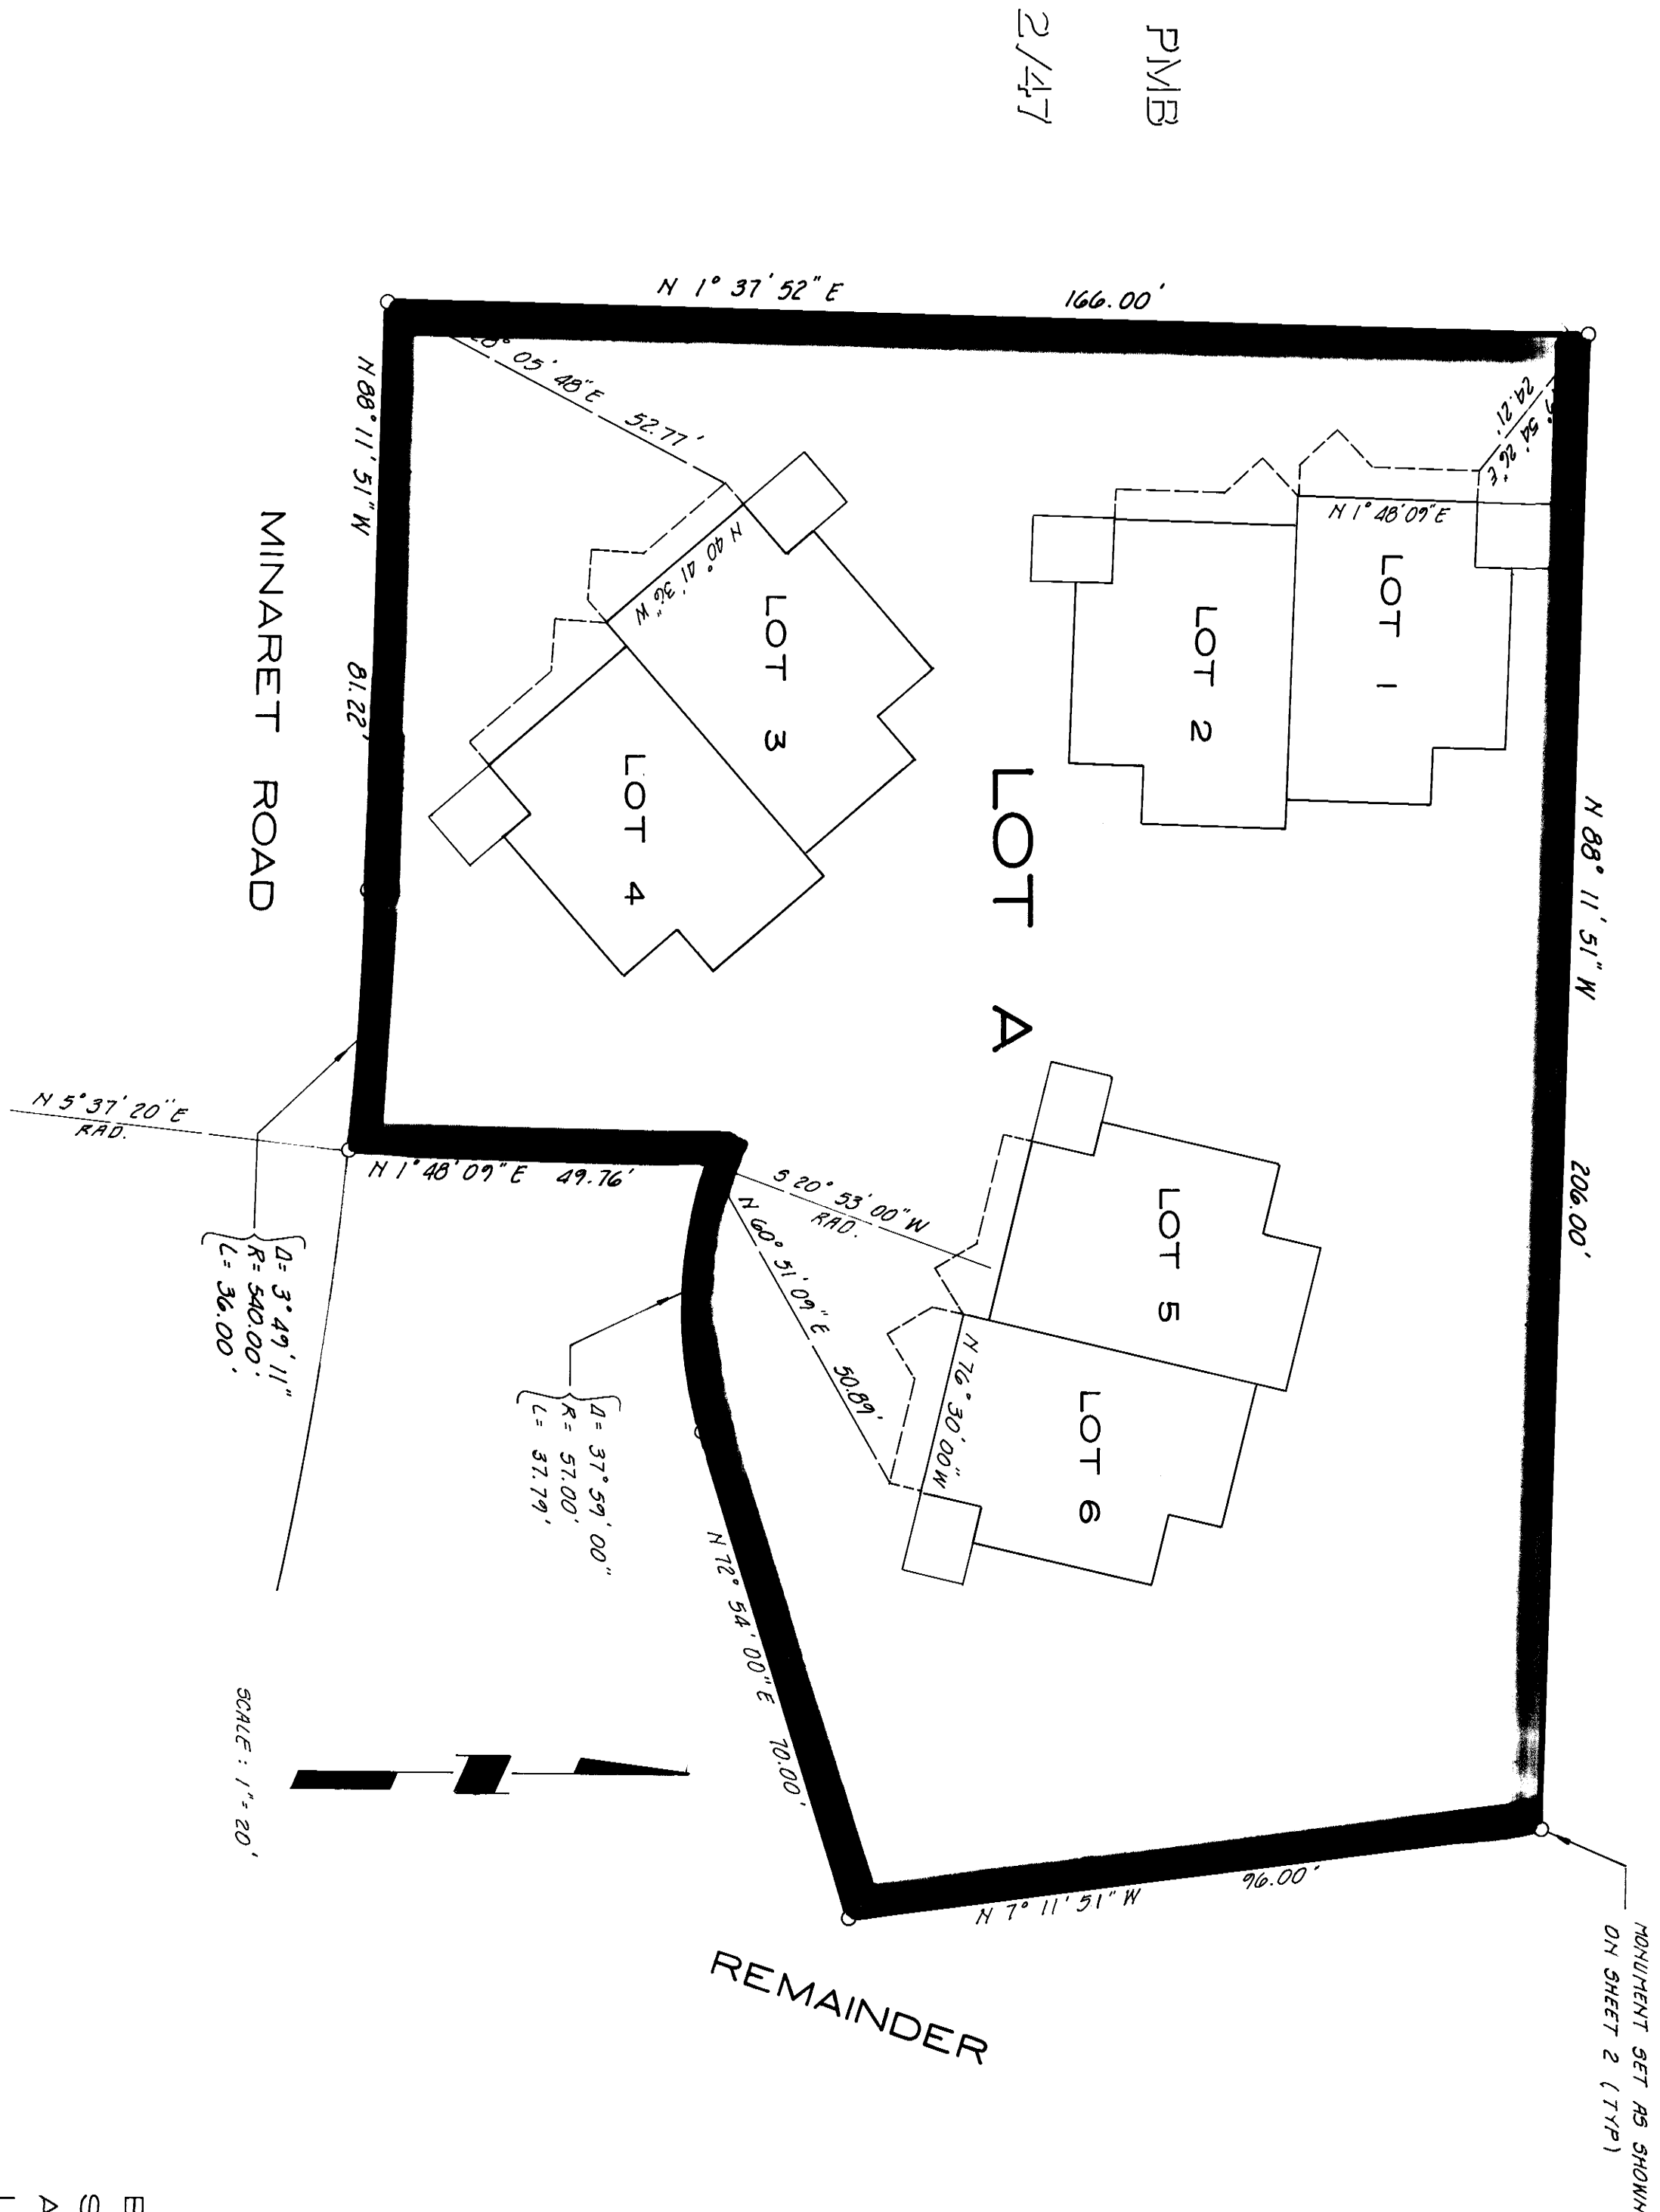 PMB
2/47
N 1° 37' 52" E 166.00'
N 88° 11' 51" W 206.00'
MONUMENT SET AS SHOWN
ON SHEET 2 (TYP)
54' 26" E
24.21'
N 1° 48' 09" E
LOT 1
LOT 2
05' 48" E 52.77'
N 40° 41' 36" W
LOT 3
LOT 4
LOT A
LOT 5
LOT 6
N 76° 30' 00" W
S 20° 53' 00" W
RAD.
N 60° 51' 09" E 50.89'
N 7° 11' 51" W 96.00'
REMAINDER
N 88° 11' 51" W 81.22'
MINARET ROAD
N 5° 37' 20" E
RAD.
N 1° 48' 09" E 49.76'
Δ= 3° 49' 11"
R= 540.00'
L= 36.00'
Δ= 37° 59' 00"
R= 57.00'
L= 37.79'
N 72° 54' 00" E 70.00'
SCALE: 1"= 20'